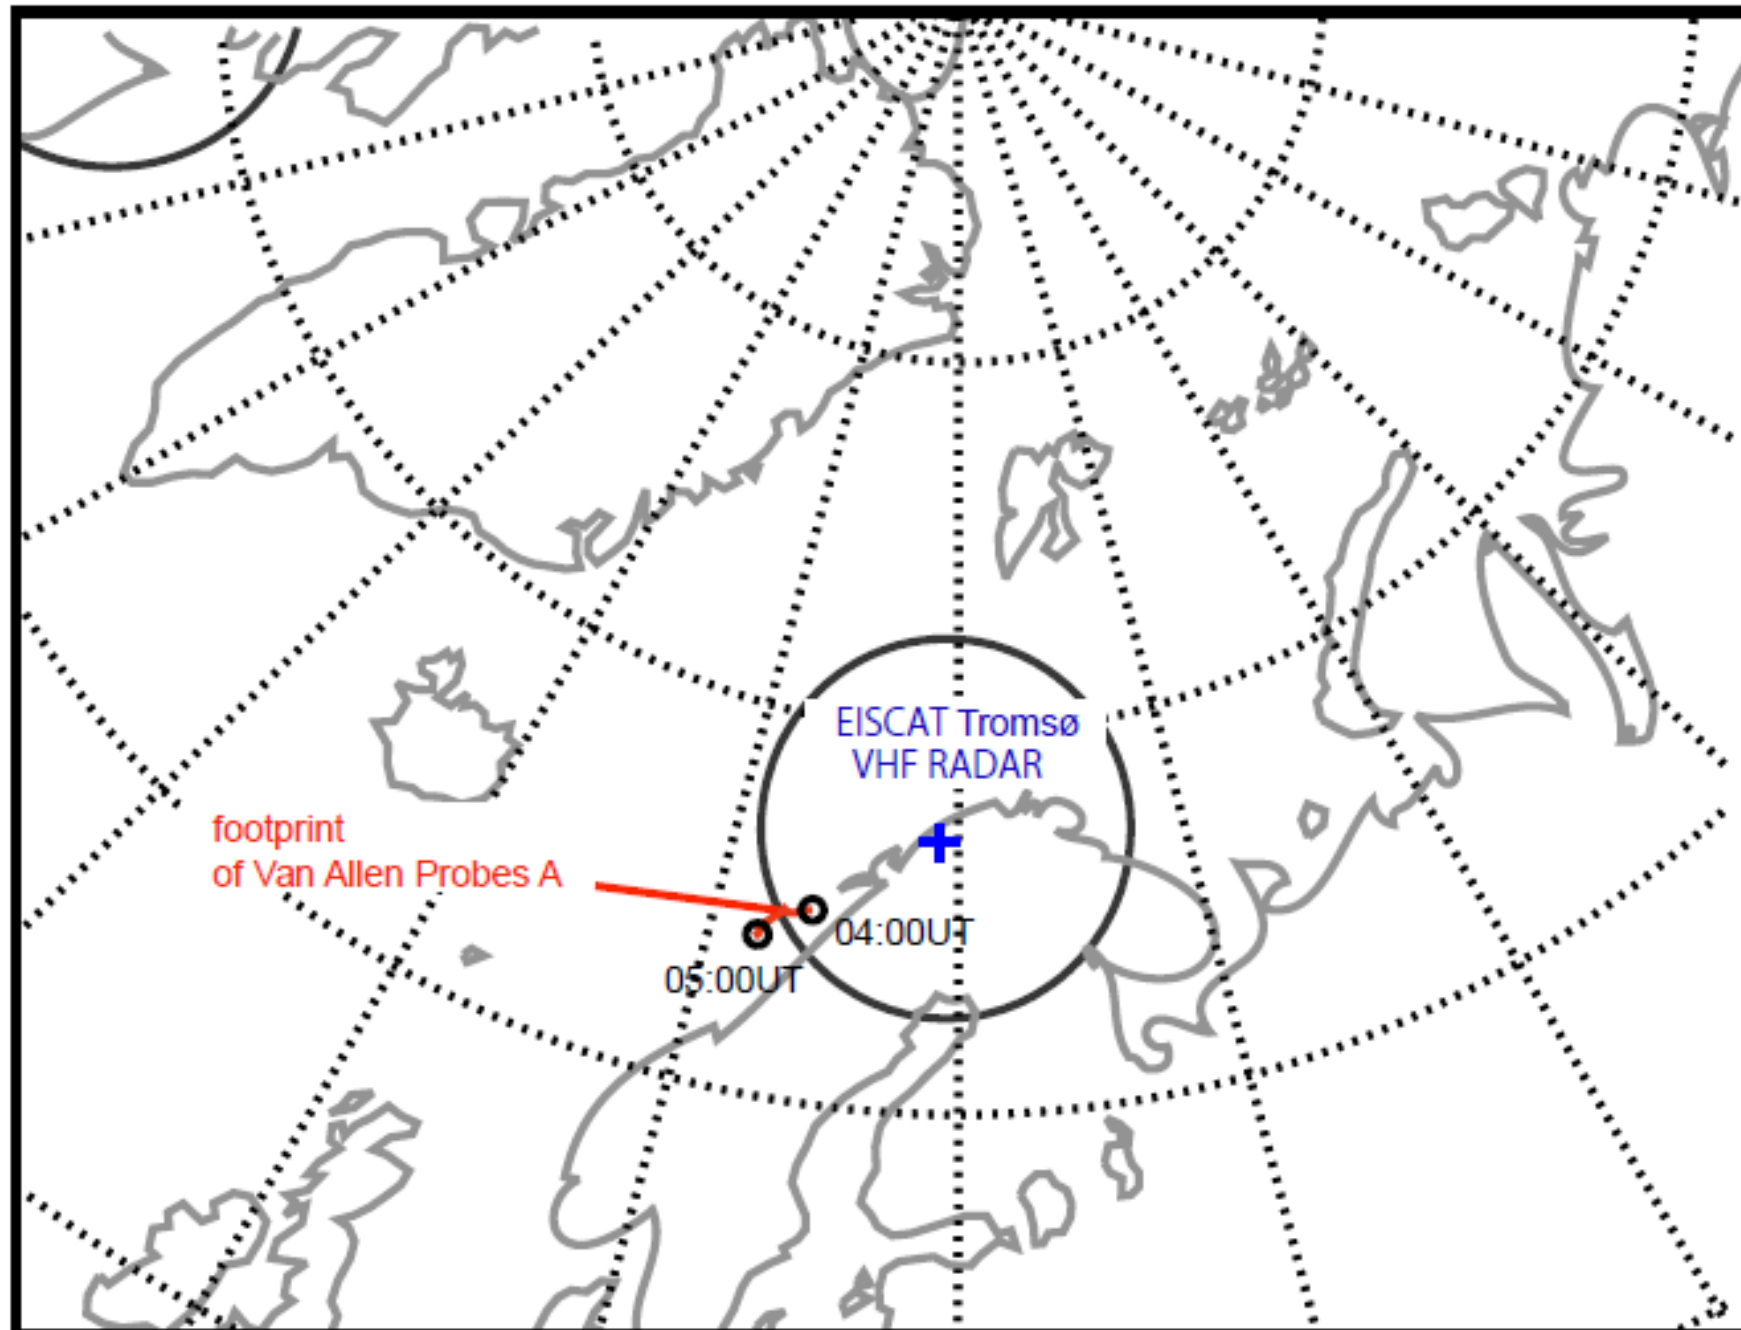 EISCAT Tromsø
VHF RADAR
footprint
of Van Allen Probes A
04:00UT
05:00UT